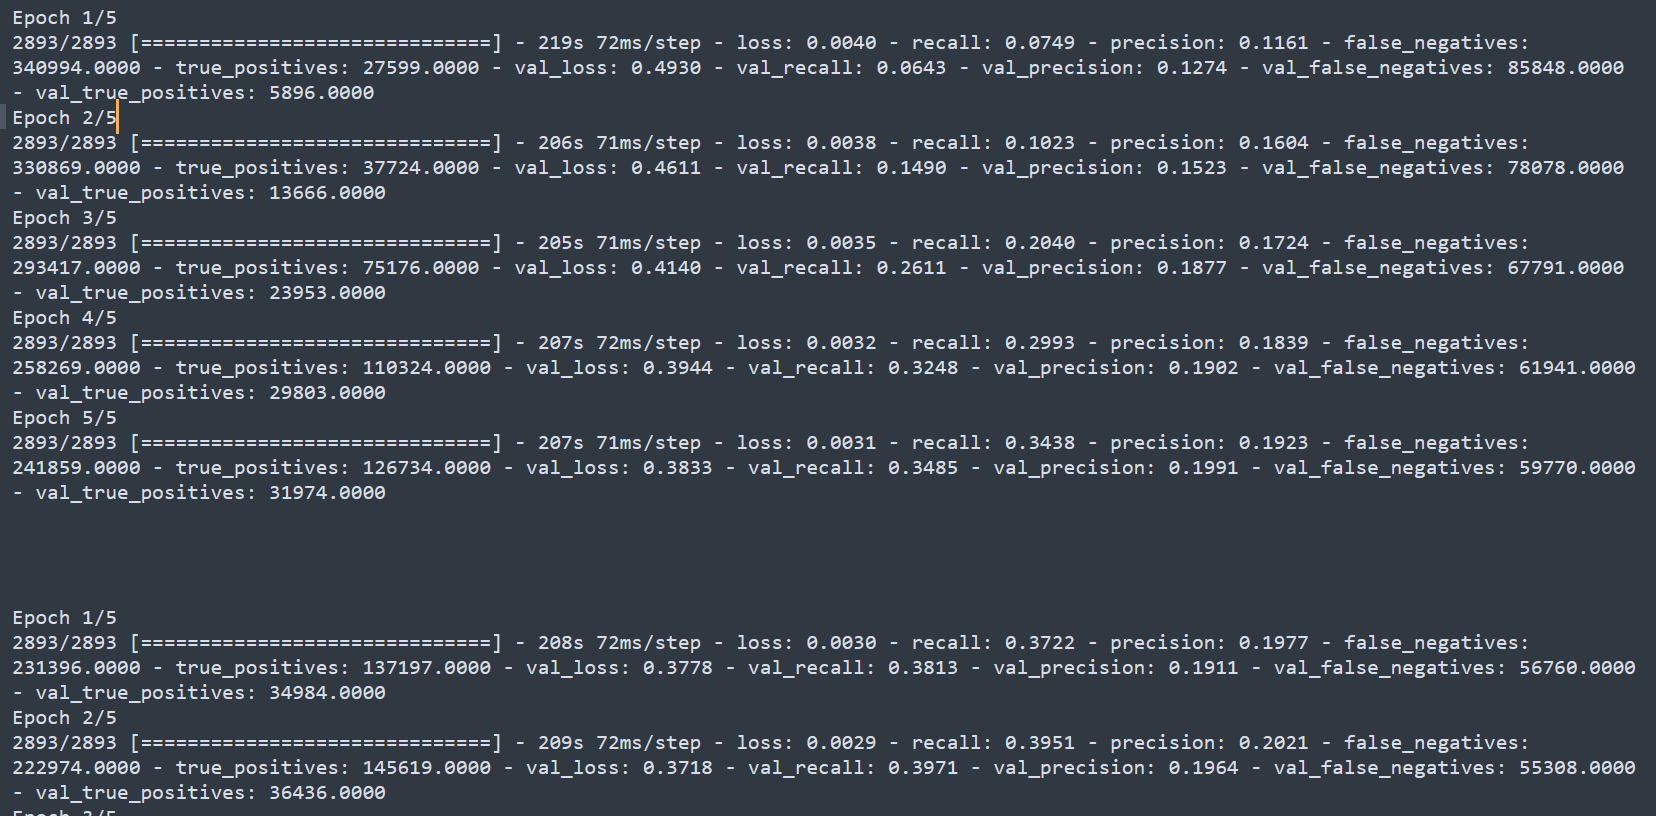 Epoch 1/5
2893/2893 [==============================] - 219s 72ms/step - loss: 0.0040 - recall: 0.0749 - precision: 0.1161 - false_negatives:
340994.0000 - true_positives: 27599.0000 - val_loss: 0.4930 - val_recall: 0.0643 - val_precision: 0.1274 - val_false_negatives: 85848.0000
- val_true_positives: 5896.0000
Epoch 2/5
2893/2893 [==============================] - 206s 71ms/step - loss: 0.0038 - recall: 0.1023 - precision: 0.1604 - false_negatives:
330869.0000 - true_positives: 37724.0000 - val_loss: 0.4611 - val_recall: 0.1490 - val_precision: 0.1523 - val_false_negatives: 78078.0000
- val_true_positives: 13666.0000
Epoch 3/5
2893/2893 [==============================] - 205s 71ms/step - loss: 0.0035 - recall: 0.2040 - precision: 0.1724 - false_negatives:
293417.0000 - true_positives: 75176.0000 - val_loss: 0.4140 - val_recall: 0.2611 - val_precision: 0.1877 - val_false_negatives: 67791.0000
- val_true_positives: 23953.0000
Epoch 4/5
2893/2893 [==============================] - 207s 72ms/step - loss: 0.0032 - recall: 0.2993 - precision: 0.1839 - false_negatives:
258269.0000 - true_positives: 110324.0000 - val_loss: 0.3944 - val_recall: 0.3248 - val_precision: 0.1902 - val_false_negatives: 61941.0000
- val_true_positives: 29803.0000
Epoch 5/5
2893/2893 [==============================] - 207s 71ms/step - loss: 0.0031 - recall: 0.3438 - precision: 0.1923 - false_negatives:
241859.0000 - true_positives: 126734.0000 - val_loss: 0.3833 - val_recall: 0.3485 - val_precision: 0.1991 - val_false_negatives: 59770.0000
- val_true_positives: 31974.0000
Epoch 1/5
2893/2893 [==============================] - 208s 72ms/step - loss: 0.0030 - recall: 0.3722 - precision: 0.1977 - false_negatives:
231396.0000 - true_positives: 137197.0000 - val_loss: 0.3778 - val_recall: 0.3813 - val_precision: 0.1911 - val_false_negatives: 56760.0000
- val_true_positives: 34984.0000
Epoch 2/5
2893/2893 [==============================] - 209s 72ms/step - loss: 0.0029 - recall: 0.3951 - precision: 0.2021 - false_negatives:
222974.0000 - true_positives: 145619.0000 - val_loss: 0.3718 - val_recall: 0.3971 - val_precision: 0.1964 - val_false_negatives: 55308.0000
- val_true_positives: 36436.0000